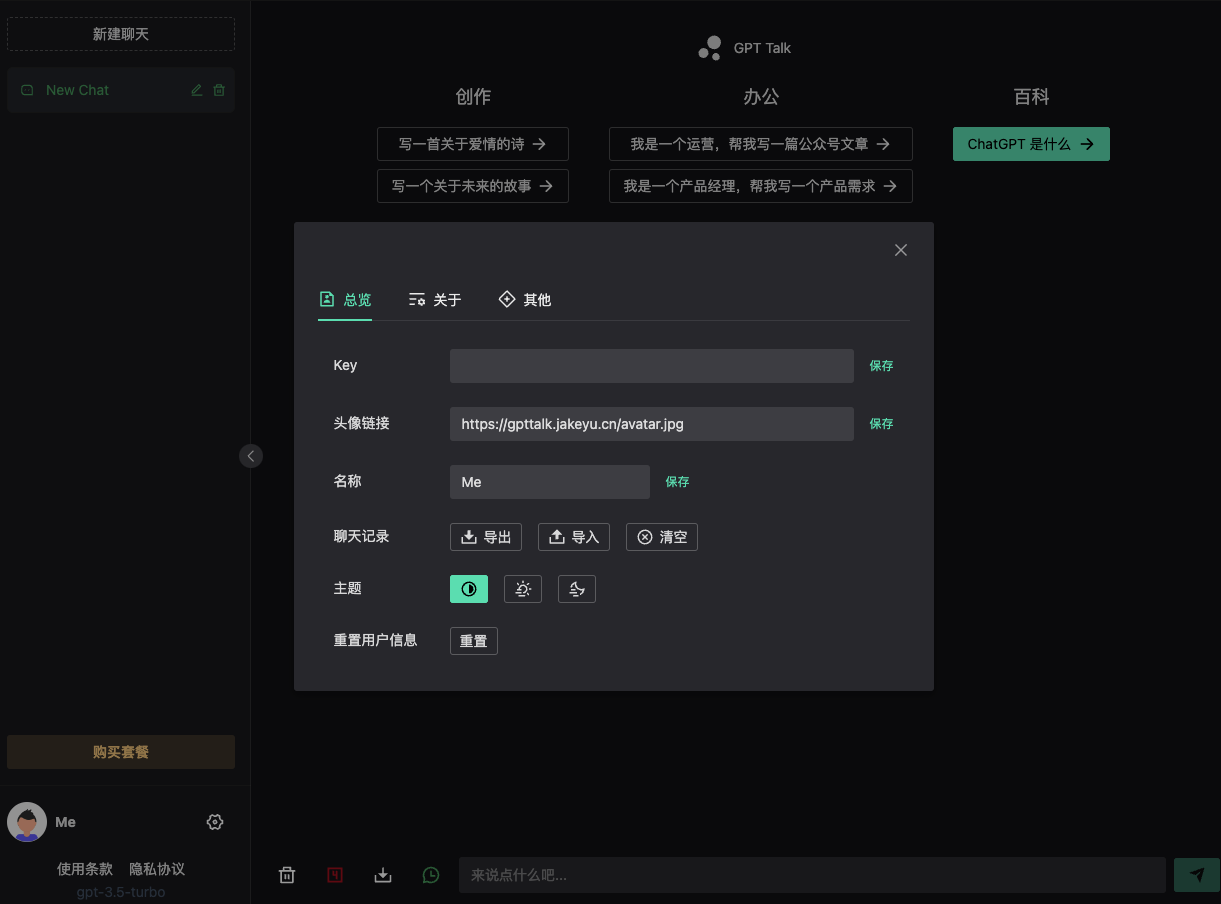 新建聊天
New Chat
GPT Talk
创作
办公
百科
写一首关于爱情的诗
我是一个运营，帮我写一篇公众号文章
ChatGPT 是什么
写一个关于未来的故事
我是一个产品经理，帮我写一个产品需求
总览 关于 其他
Key 保存
头像链接 https://gpttalk.jakeyu.cn/avatar.jpg 保存
名称 Me 保存
聊天记录 导出 导入 清空
主题
重置用户信息 重置
购买套餐
Me
使用条款 隐私协议
gpt-3.5-turbo
4
来说点什么吧...